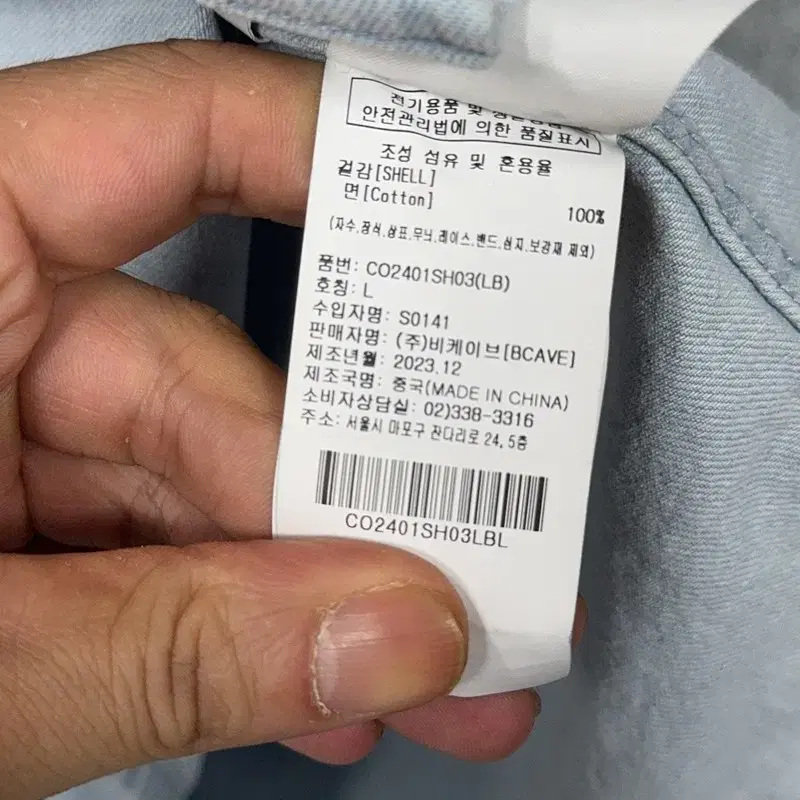 전기용품 및
안전관리법에 의한 품질표시
조성 섬유 및 혼용율
겉감[SHELL]
면[Cotton] 100%
(자수,장식,상표,무늬,레이스,밴드,심지,보강재 제외)
품번: CO2401SH03(LB)
호칭: L
수입자명: S0141
판매자명: (주)비케이브[BCAVE]
제조년월: 2023.12
제조국명: 중국(MADE IN CHINA)
소비자상담실: 02)338-3316
주소: 서울시 마포구 잔다리로 24, 5층
CO2401SH03LBL